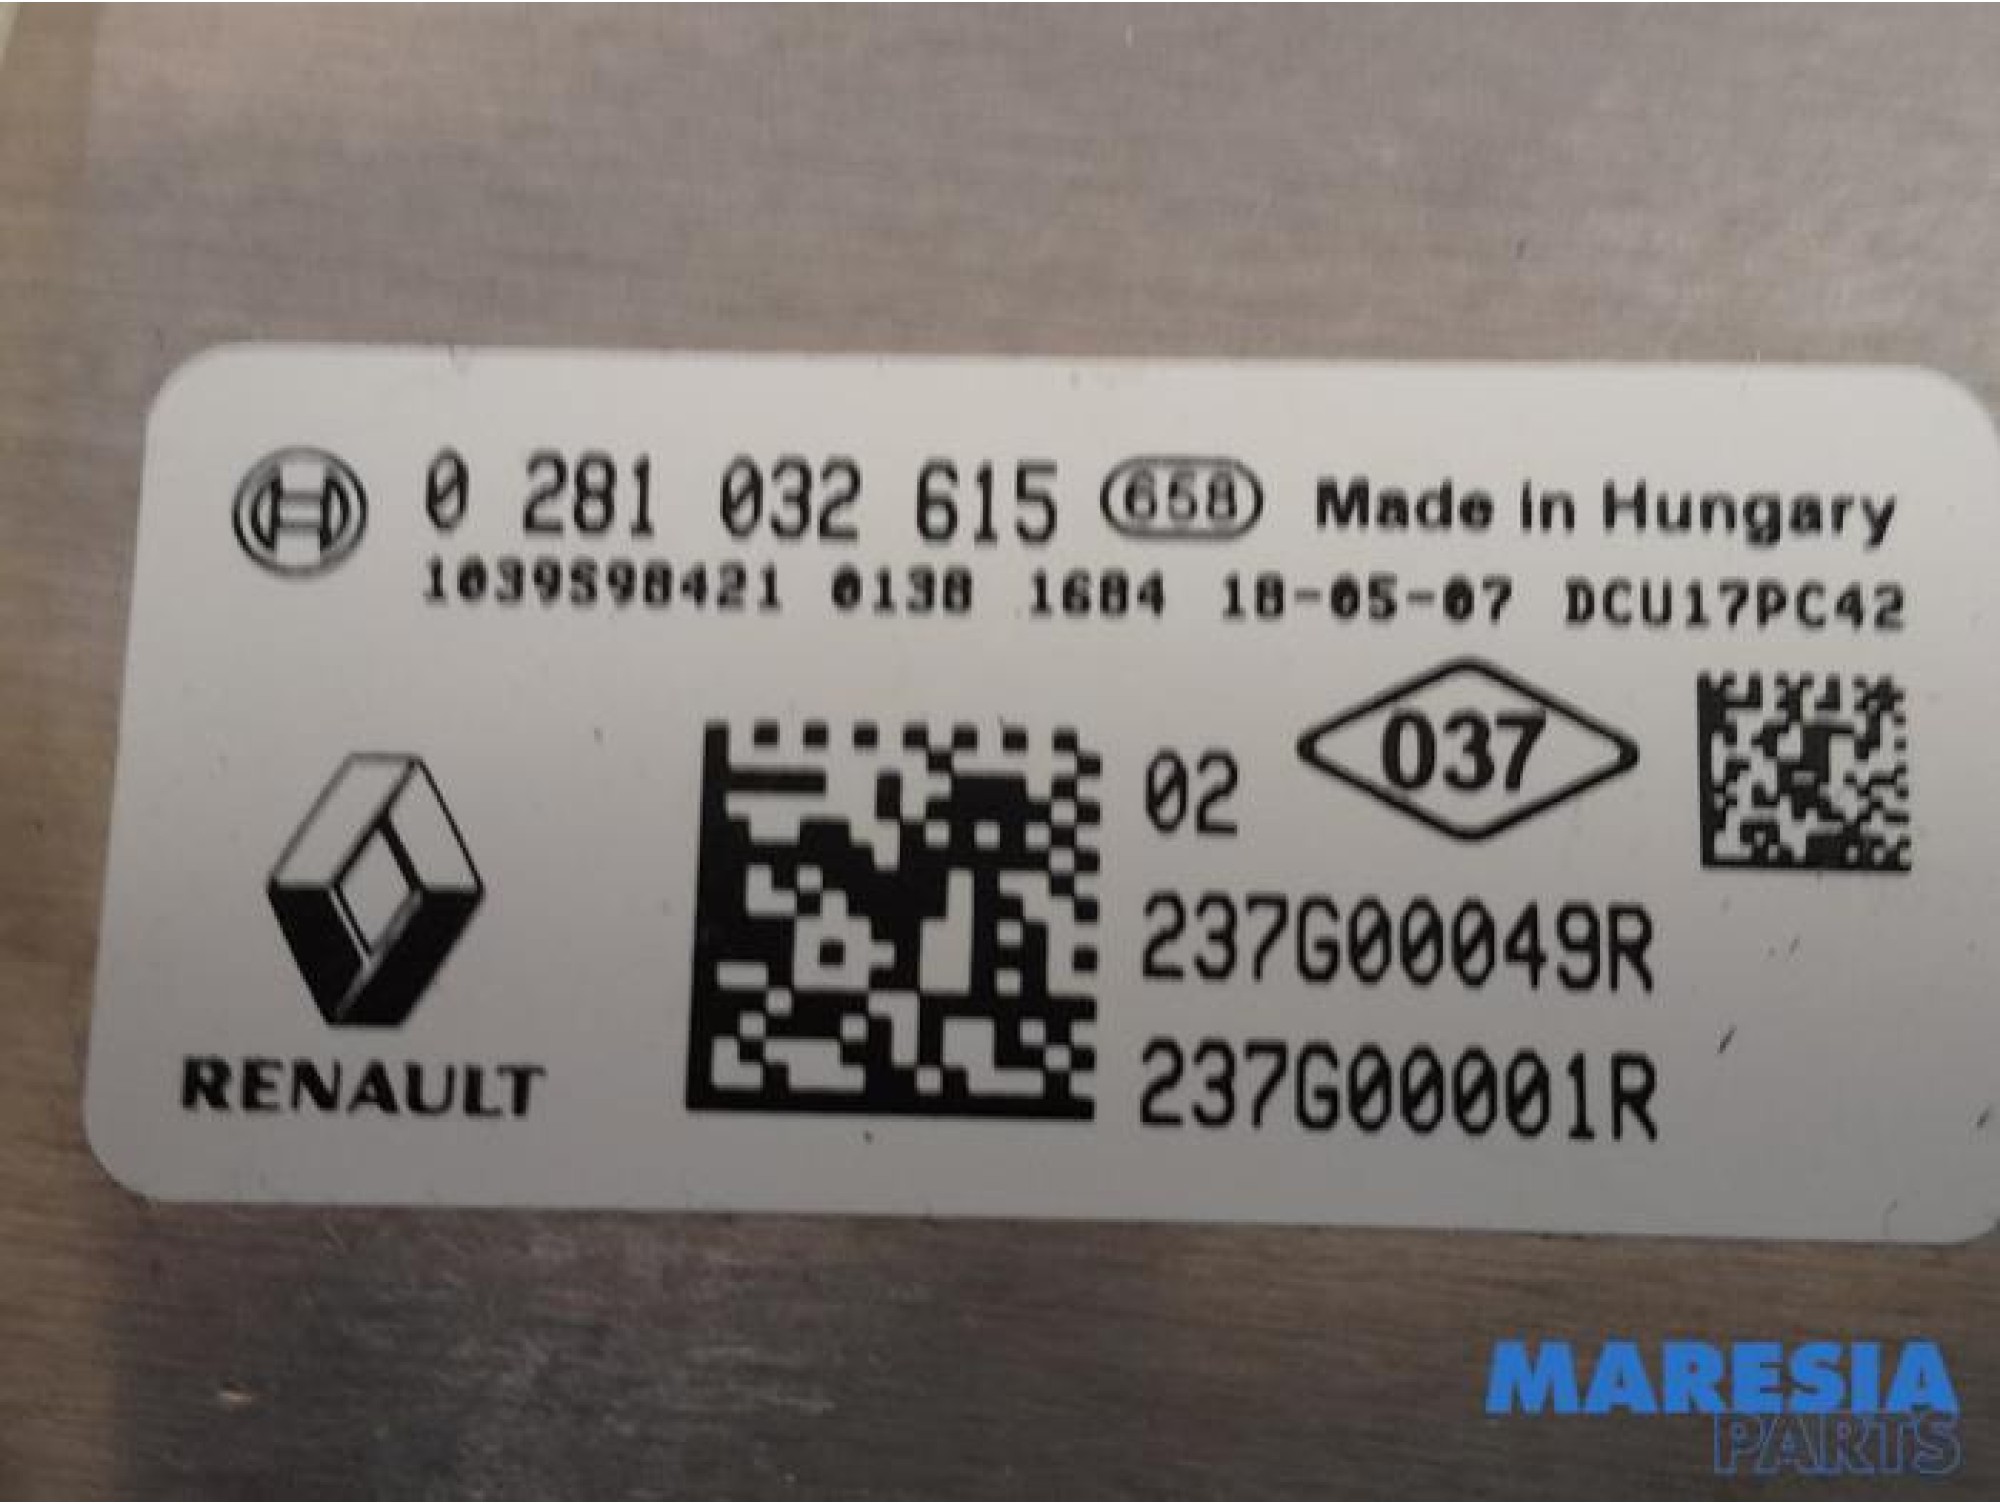 0 281 032 615 658 Made in Hungary
1039S98421 0138 1684 18-05-07 DCU17PC42
02 037
237G00049R
237G00001R
RENAULT
MARESIA
PARTS